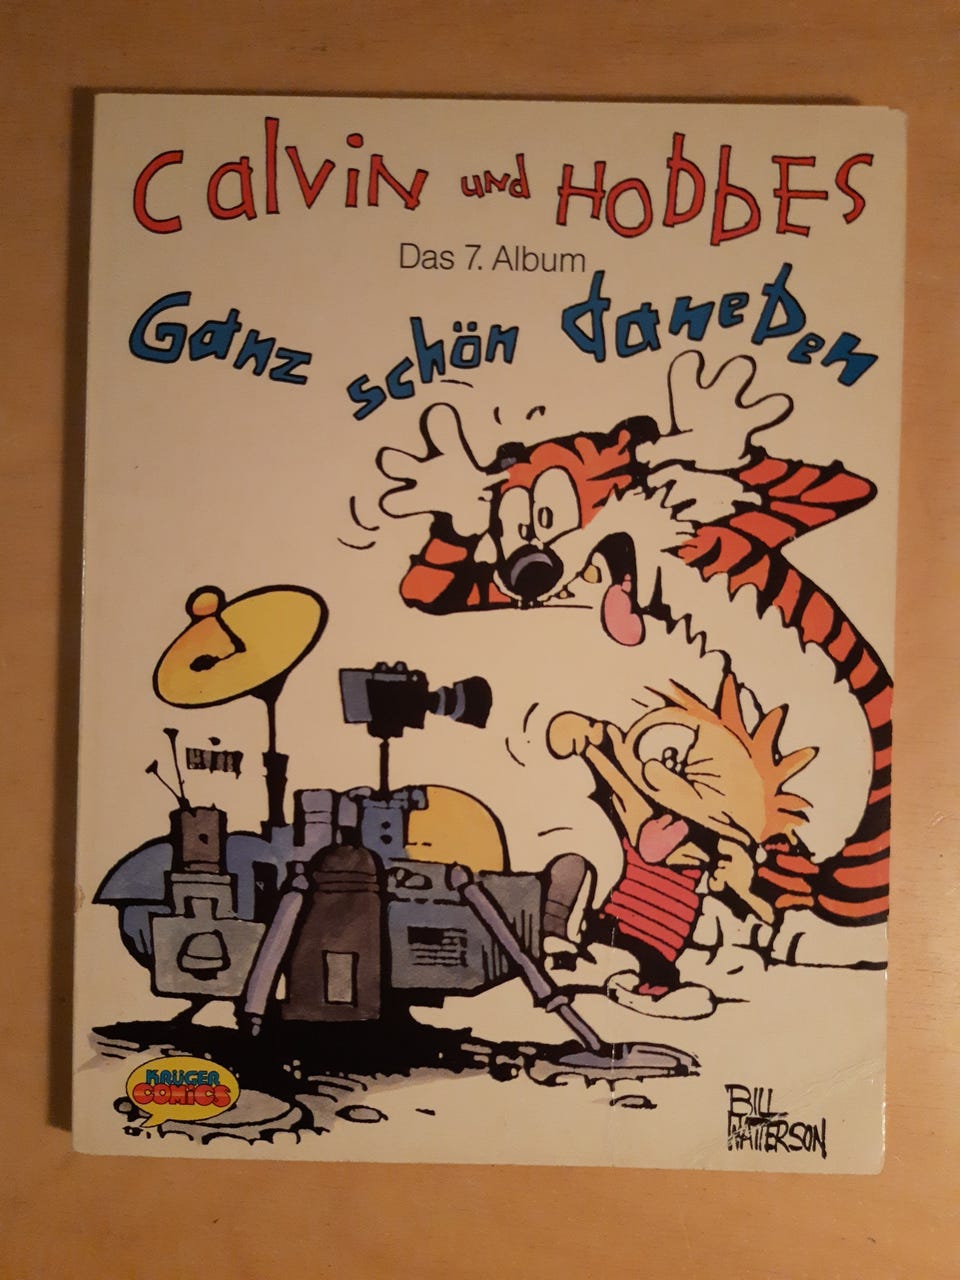 Calvin und Hobbes
Das 7. Album
Ganz schön daneben
KRÜGER
COMICS
BILL
WATTERSON